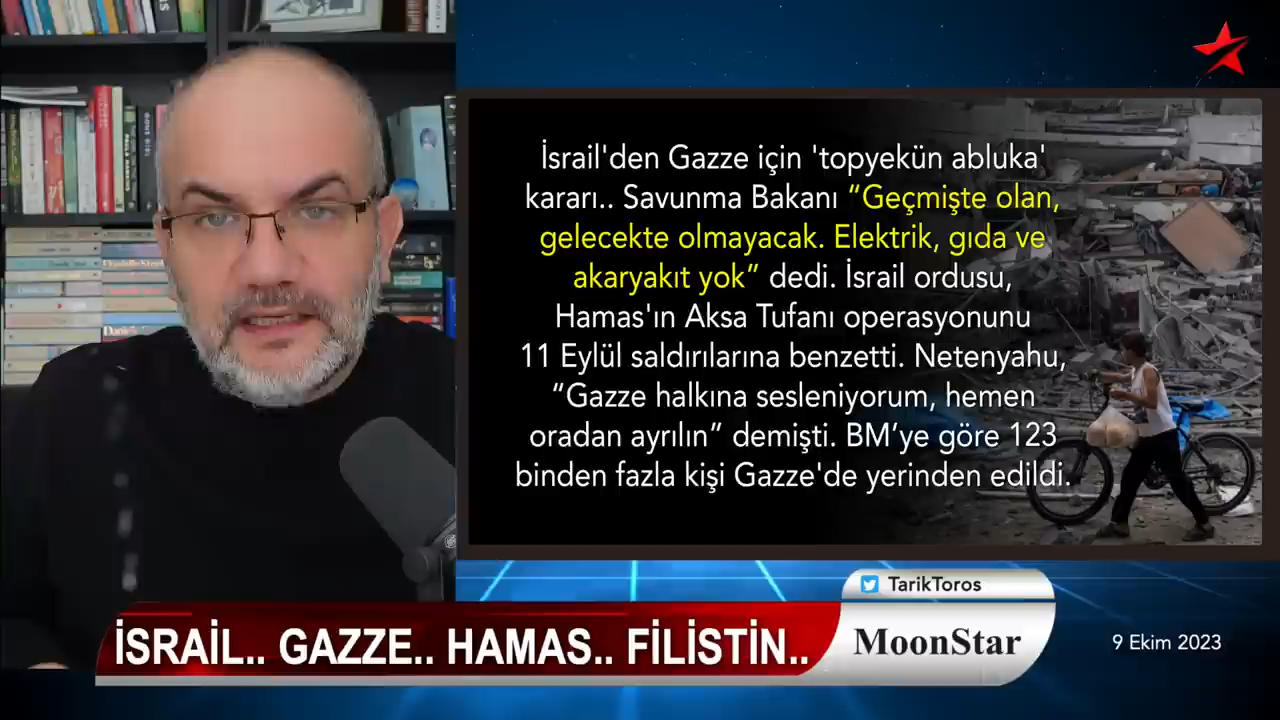 İsrail'den Gazze için 'topyekün abluka'
kararı.. Savunma Bakanı “Geçmişte olan,
gelecekte olmayacak. Elektrik, gıda ve
akaryakıt yok” dedi. İsrail ordusu,
Hamas'ın Aksa Tufanı operasyonunu
11 Eylül saldırılarına benzetti. Netenyahu,
“Gazze halkına sesleniyorum, hemen
oradan ayrılın” demişti. BM’ye göre 123
binden fazla kişi Gazze'de yerinden edildi.
TarikToros
İSRAİL.. GAZZE.. HAMAS.. FİLİSTİN..
MoonStar
9 Ekim 2023